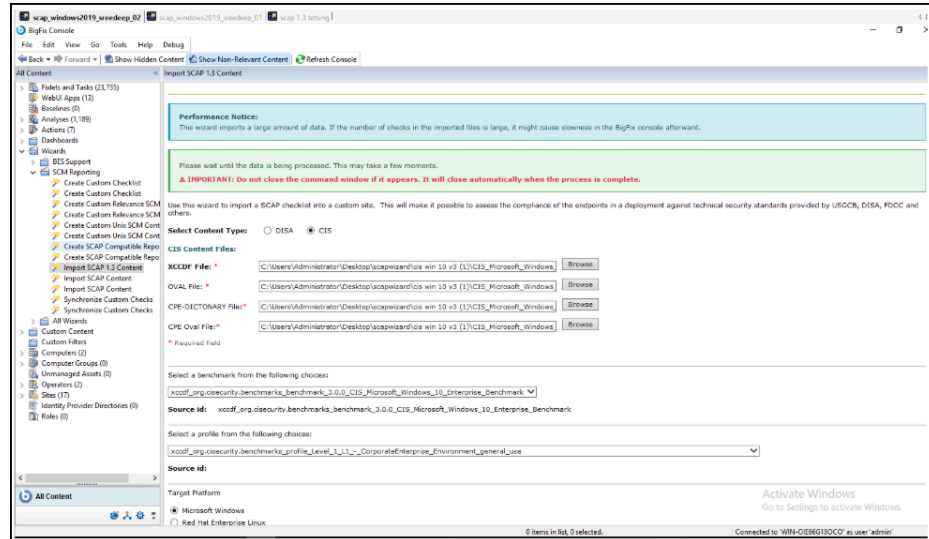 scap_windows2019_sreedeep_02 scap_windows2019_sreedeep_01 scap 1.3 tetsing
BigFix Console
File Edit View Go Tools Help Debug
Back Forward Show Hidden Content Show Non-Relevant Content Refresh Console
All Content
Fixlets and Tasks (23,735)
WebUI Apps (13)
Baselines (0)
Analyses (1,189)
Actions (7)
Dashboards
Wizards
BES Support
SCM Reporting
Create Custom Checklist
Create Custom Checklist
Create Custom Relevance SCM
Create Custom Relevance SCM
Create Custom Unix SCM Cont
Create Custom Unix SCM Cont
Create SCAP Compatible Repo
Create SCAP Compatible Repo
Import SCAP 1.3 Content
Import SCAP Content
Import SCAP Content
Synchronize Custom Checks
Synchronize Custom Checks
All Wizards
Custom Content
Custom Filters
Computers (2)
Computer Groups (0)
Unmanaged Assets (0)
Operators (2)
Sites (17)
Identity Provider Directories (0)
Roles (0)
All Content
Import SCAP 1.3 Content
Performance Notice:
This wizard imports a large amount of data. If the number of checks in the imported files is large, it might cause slowness in the BigFix console afterward.
Please wait until the data is being processed. This may take a few moments.
⚠ IMPORTANT: Do not close the command window if it appears. It will close automatically when the process is complete.
Use this wizard to import a SCAP checklist into a custom site. This will make it possible to assess the compliance of the endpoints in a deployment against technical security standards provided by USGCB, DISA, FDCC and
others.
Select Content Type: DISA CIS
CIS Content Files:
XCCDF File: * C:\Users\Administrator\Desktop\scapwizard\cis win 10 v3 (1)\CIS_Microsoft_Windows_ Browse
OVAL File: * C:\Users\Administrator\Desktop\scapwizard\cis win 10 v3 (1)\CIS_Microsoft_Windows_ Browse
CPE-DICTONARY File:* C:\Users\Administrator\Desktop\scapwizard\cis win 10 v3 (1)\CIS_Microsoft_Windows_ Browse
CPE Oval File:* C:\Users\Administrator\Desktop\scapwizard\cis win 10 v3 (1)\CIS_Microsoft_Windows_ Browse
* Required field
Select a benchmark from the following choices:
xccdf_org.cisecurity.benchmarks_benchmark_3.0.0_CIS_Microsoft_Windows_10_Enterprise_Benchmark
Source id: xccdf_org.cisecurity.benchmarks_benchmark_3.0.0_CIS_Microsoft_Windows_10_Enterprise_Benchmark
Select a profile from the following choices:
xccdf_org.cisecurity.benchmarks_profile_Level_1_L1_-_CorporateEnterprise_Environment_general_use
Source id:
Target Platform
Microsoft Windows
Red Hat Enterprise Linux
Activate Windows
Go to Settings to activate Windows.
0 items in list, 0 selected. Connected to 'WIN-OIE66G18OCO' as user 'admin'